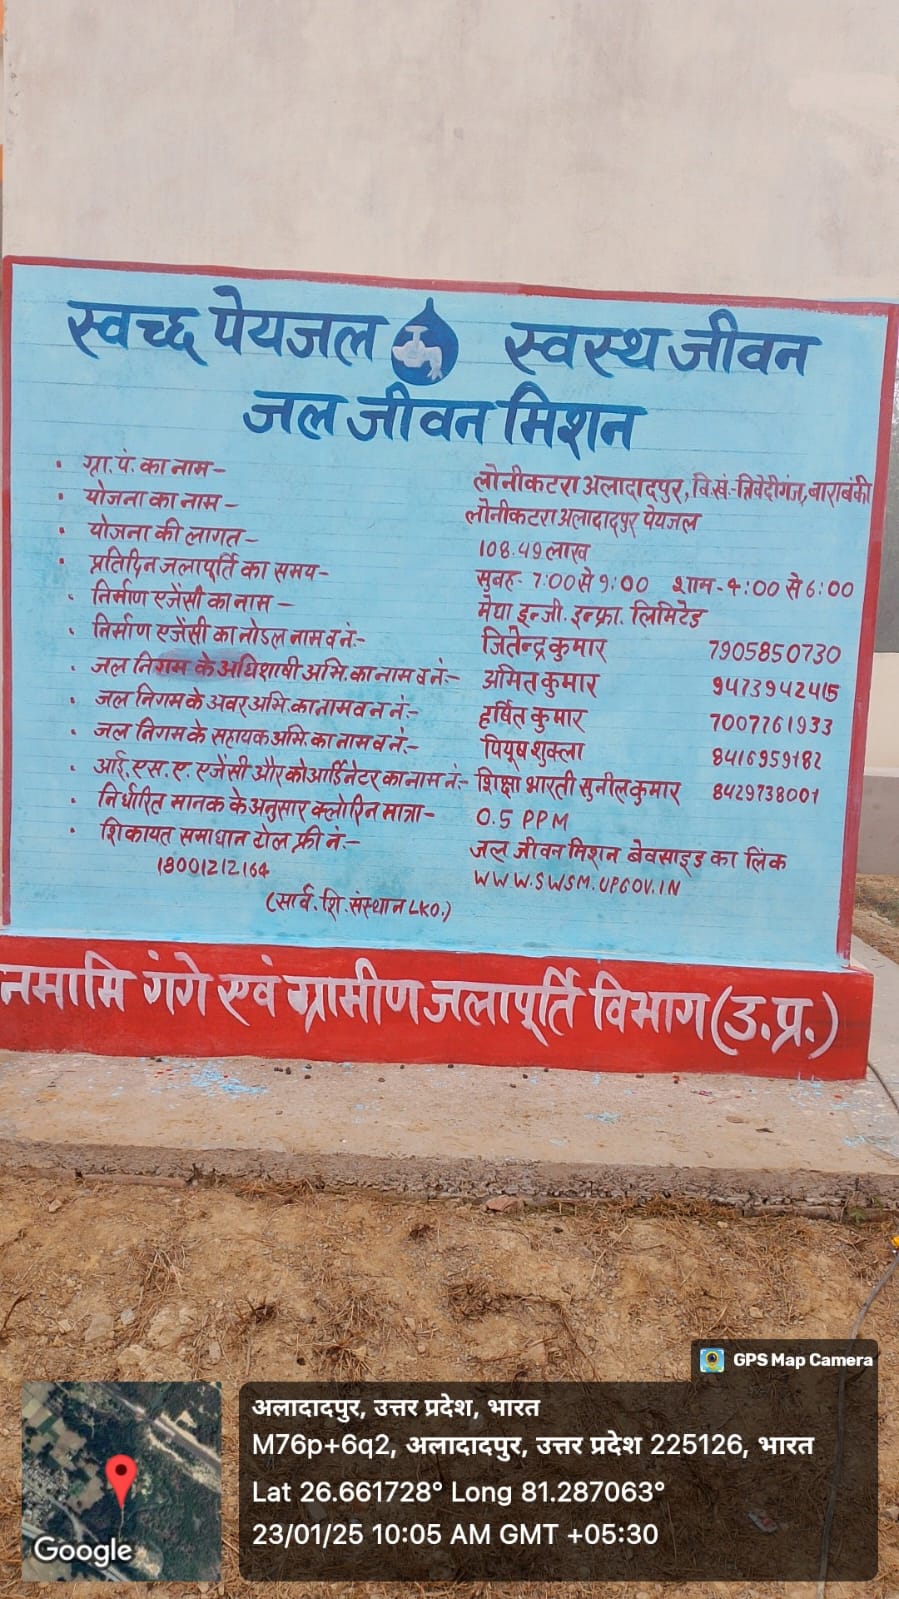 स्वच्छ पेयजल स्वस्थ जीवन
जल जीवन मिशन
• ग्रा.पं. का नाम– लोनीकटरा अलादादपुर, वि.खं.-त्रिवेदीगंज, बाराबंकी
• योजना का नाम– लोनीकटरा अलादादपुर पेयजल
• योजना की लागत– 108.49 लाख
• प्रतिदिन जलापूर्ति का समय– सुबह- 7:00 से 9:00 शाम-4:00 से 6:00
• निर्माण एजेंसी का नाम– मेघा इन्जी. इन्फ्रा. लिमिटेड
• निर्माण एजेंसी का नोडल नाम व नं:- जितेन्द्र कुमार 7905850730
• जल निगम के अधिशाषी अभि. का नाम व नं:- अमित कुमार 9473942415
• जल निगम के अवर अभि. का नाम व न नं:- हर्षित कुमार 7007761933
• जल निगम के सहायक अभि. का नाम व नं:- पियूष शुक्ला 8416959182
• आई. एस. ए. एजेंसी और कोआर्डिनेटर का नाम नं:- शिक्षा भारती सुनील कुमार 8429738001
• निर्धारित मानक के अनुसार क्लोरिन मात्रा– 0.5 PPM
• शिकायत समाधान टोल फ्री नं:- जल जीवन मिशन बेवसाइड का लिंक
18001212164 WWW.SWSM.UPGOV.IN
(सार्व. शि. संस्थान LKO.)
नमामि गंगे एवं ग्रामीण जलापूर्ति विभाग (उ.प्र.)
GPS Map Camera
अलादादपुर, उत्तर प्रदेश, भारत
M76p+6q2, अलादादपुर, उत्तर प्रदेश 225126, भारत
Lat 26.661728° Long 81.287063°
23/01/25 10:05 AM GMT +05:30
Google